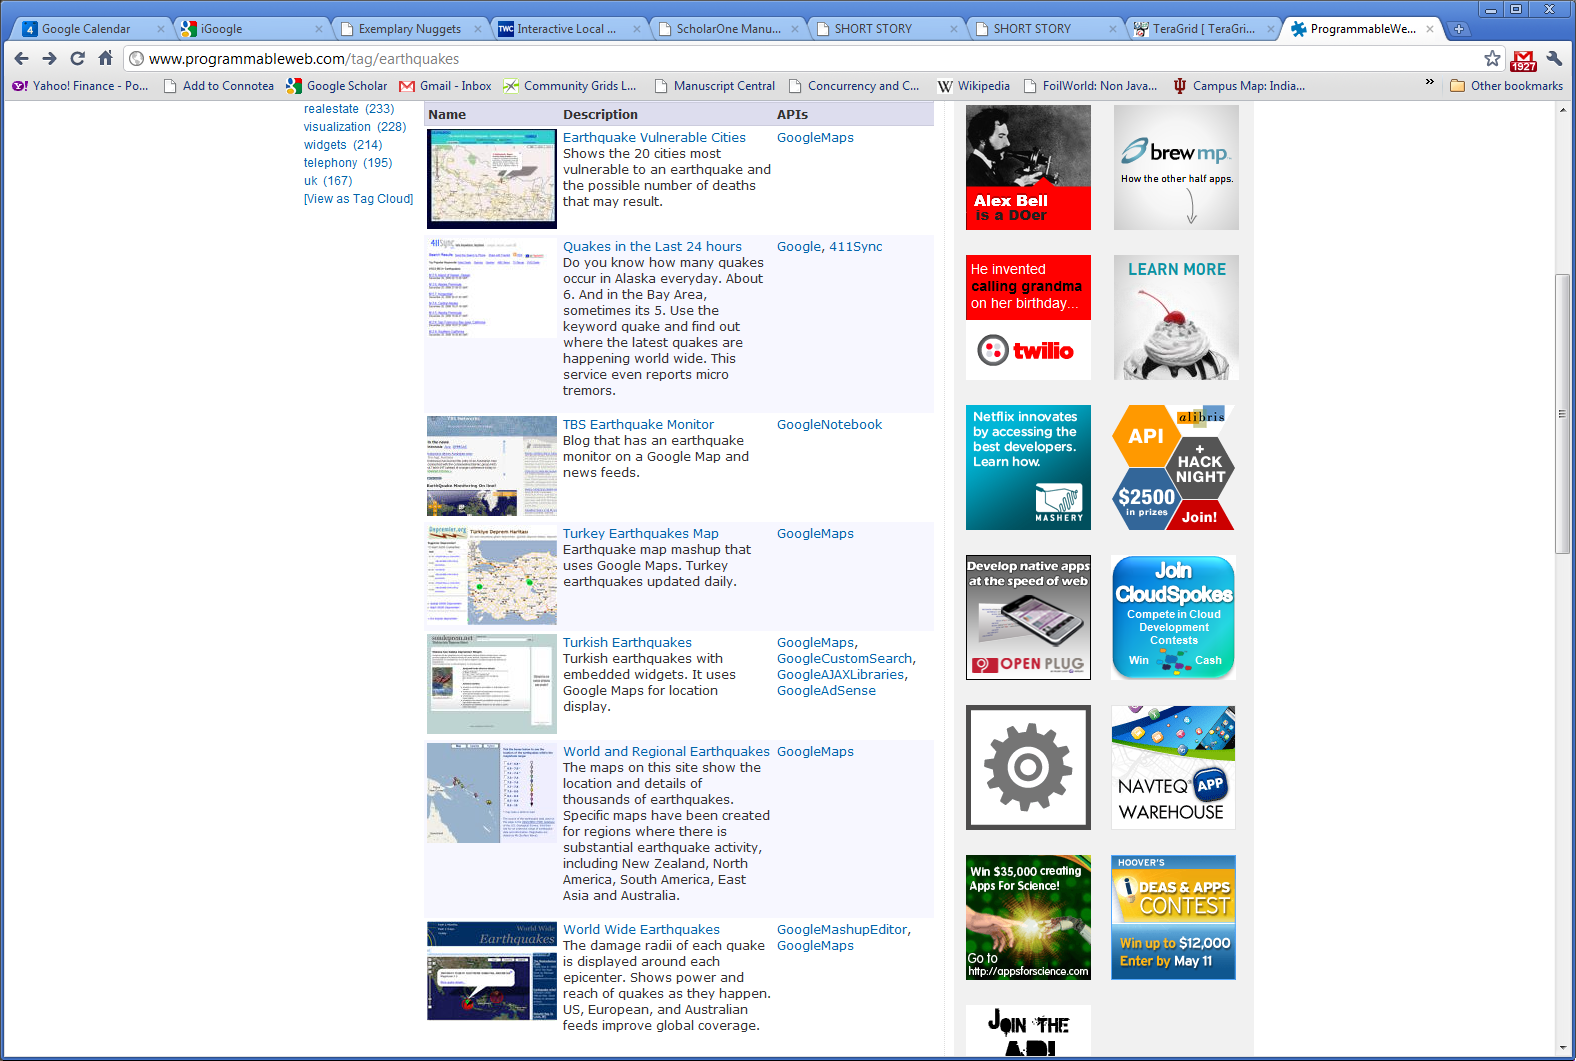 Google Calendar
iGoogle
Exemplary Nuggets
Interactive Local ...
ScholarOne Manu...
SHORT STORY
SHORT STORY
TeraGrid [ TeraGri...
ProgrammableWe...
www.programmableweb.com/tag/earthquakes
1927
Yahoo! Finance - Po...
Add to Connotea
Google Scholar
Gmail - Inbox
Community Grids L...
Manuscript Central
Concurrency and C...
Wikipedia
FoilWorld: Non Java...
Campus Map: India...
Other bookmarks
realestate (233)
visualization (228)
widgets (214)
telephony (195)
uk (167)
[View as Tag Cloud]
Name Description APIs
Earthquake Vulnerable Cities
Shows the 20 cities most
vulnerable to an earthquake and
the possible number of deaths
that may result.
GoogleMaps
411Sync
Quakes in the Last 24 hours
Do you know how many quakes
occur in Alaska everyday. About
6. And in the Bay Area,
sometimes its 5. Use the
keyword quake and find out
where the latest quakes are
happening world wide. This
service even reports micro
tremors.
Google, 411Sync
TBS Earthquake Monitor
Blog that has an earthquake
monitor on a Google Map and
news feeds.
GoogleNotebook
Turkiye Deprem Haritasi
Turkey Earthquakes Map
Earthquake map mashup that
uses Google Maps. Turkey
earthquakes updated daily.
GoogleMaps
Turkish Earthquakes
Turkish earthquakes with
embedded widgets. It uses
Google Maps for location
display.
GoogleMaps,
GoogleCustomSearch,
GoogleAJAXLibraries,
GoogleAdSense
World and Regional Earthquakes
The maps on this site show the
location and details of
thousands of earthquakes.
Specific maps have been created
for regions where there is
substantial earthquake activity,
including New Zealand, North
America, South America, East
Asia and Australia.
GoogleMaps
World Wide
Earthquakes
World Wide Earthquakes
The damage radii of each quake
is displayed around each
epicenter. Shows power and
reach of quakes as they happen.
US, European, and Australian
feeds improve global coverage.
GoogleMashupEditor,
GoogleMaps
Alex Bell
is a DOer
brew mp
How the other half apps.
He invented
calling grandma
on her birthday...
twilio
LEARN MORE
Netflix innovates
by accessing the
best developers.
Learn how.
MASHERY
alibris
API
+
HACK
NIGHT
$2500
in prizes
Join!
Develop native apps
at the speed of web
OPEN PLUG
Join
CloudSpokes
Compete in Cloud
Development
Contests
Win Cash
NAVTEQ APP
WAREHOUSE
Win $35,000 creating
Apps For Science!
Go to
http://appsforscience.com
HOOVER'S
iDEAS & APPS
CONTEST
Win up to $12,000
Enter by May 11
JOIN THE
API